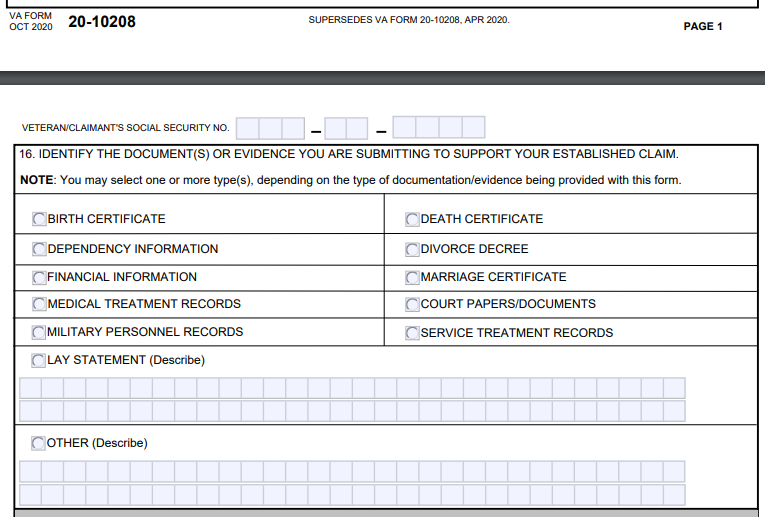 VA FORM
OCT 2020
20-10208
SUPERSEDES VA FORM 20-10208, APR 2020.
PAGE 1
VETERAN/CLAIMANT'S SOCIAL SECURITY NO.
– –
16. IDENTIFY THE DOCUMENT(S) OR EVIDENCE YOU ARE SUBMITTING TO SUPPORT YOUR ESTABLISHED CLAIM.
NOTE: You may select one or more type(s), depending on the type of documentation/evidence being provided with this form.
BIRTH CERTIFICATE
DEATH CERTIFICATE
DEPENDENCY INFORMATION
DIVORCE DECREE
FINANCIAL INFORMATION
MARRIAGE CERTIFICATE
MEDICAL TREATMENT RECORDS
COURT PAPERS/DOCUMENTS
MILITARY PERSONNEL RECORDS
SERVICE TREATMENT RECORDS
LAY STATEMENT (Describe)
OTHER (Describe)